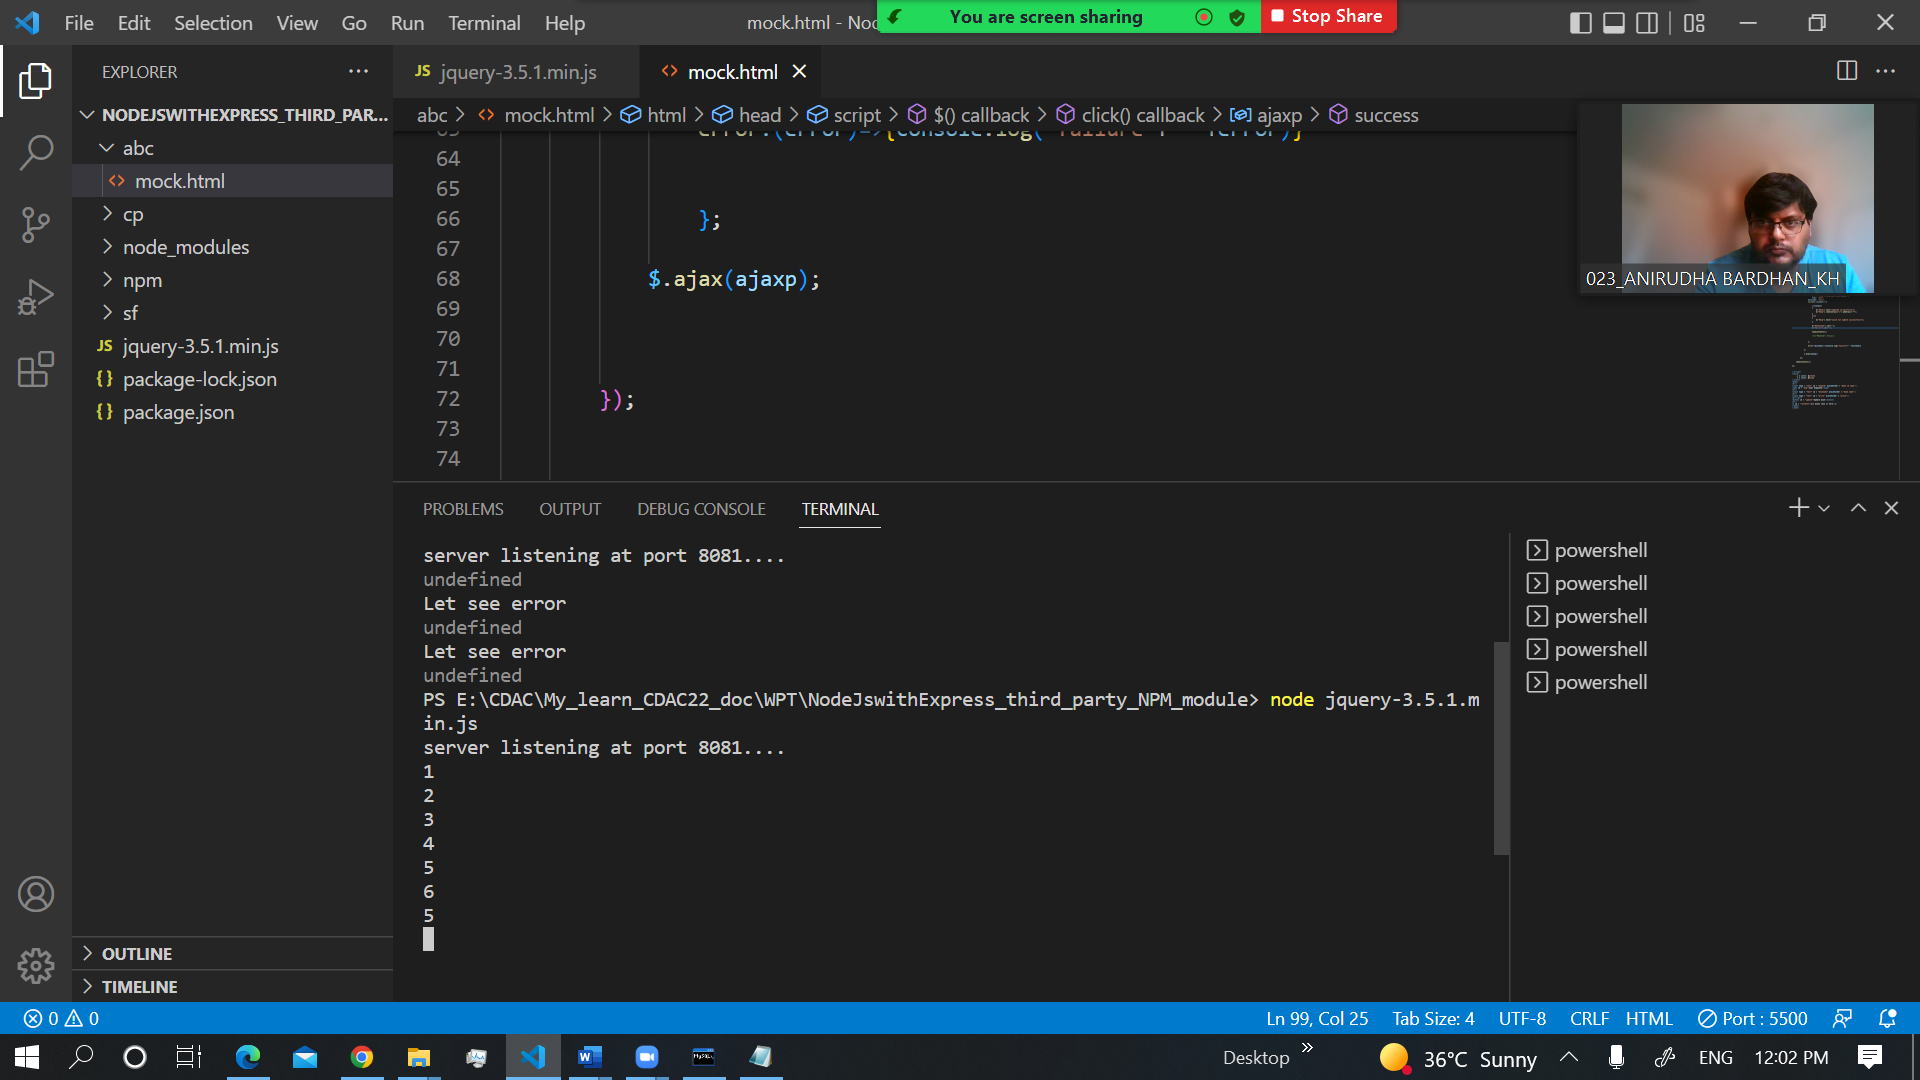 File Edit Selection View Go Run Terminal Help
mock.html - Noc
You are screen sharing
Stop Share
EXPLORER
NODEJSWITHEXPRESS_THIRD_PAR...
abc
mock.html
cp
node_modules
npm
sf
JS jquery-3.5.1.min.js
{} package-lock.json
{} package.json
OUTLINE
TIMELINE
JS jquery-3.5.1.min.js
mock.html
abc > mock.html > html > head > script > $() callback > click() callback > ajaxp > success
64
65
66 };
67
68 $.ajax(ajaxp);
69
70
71
72 });
73
74
023_ANIRUDHA BARDHAN_KH
PROBLEMS OUTPUT DEBUG CONSOLE TERMINAL
server listening at port 8081....
undefined
Let see error
undefined
Let see error
undefined
PS E:\CDAC\My_learn_CDAC22_doc\WPT\NodeJswithExpress_third_party_NPM_module> node jquery-3.5.1.m
in.js
server listening at port 8081....
1
2
3
4
5
6
5
powershell
powershell
powershell
powershell
powershell
0 0
Ln 99, Col 25 Tab Size: 4 UTF-8 CRLF HTML Port : 5500
Desktop
36°C Sunny
ENG 12:02 PM